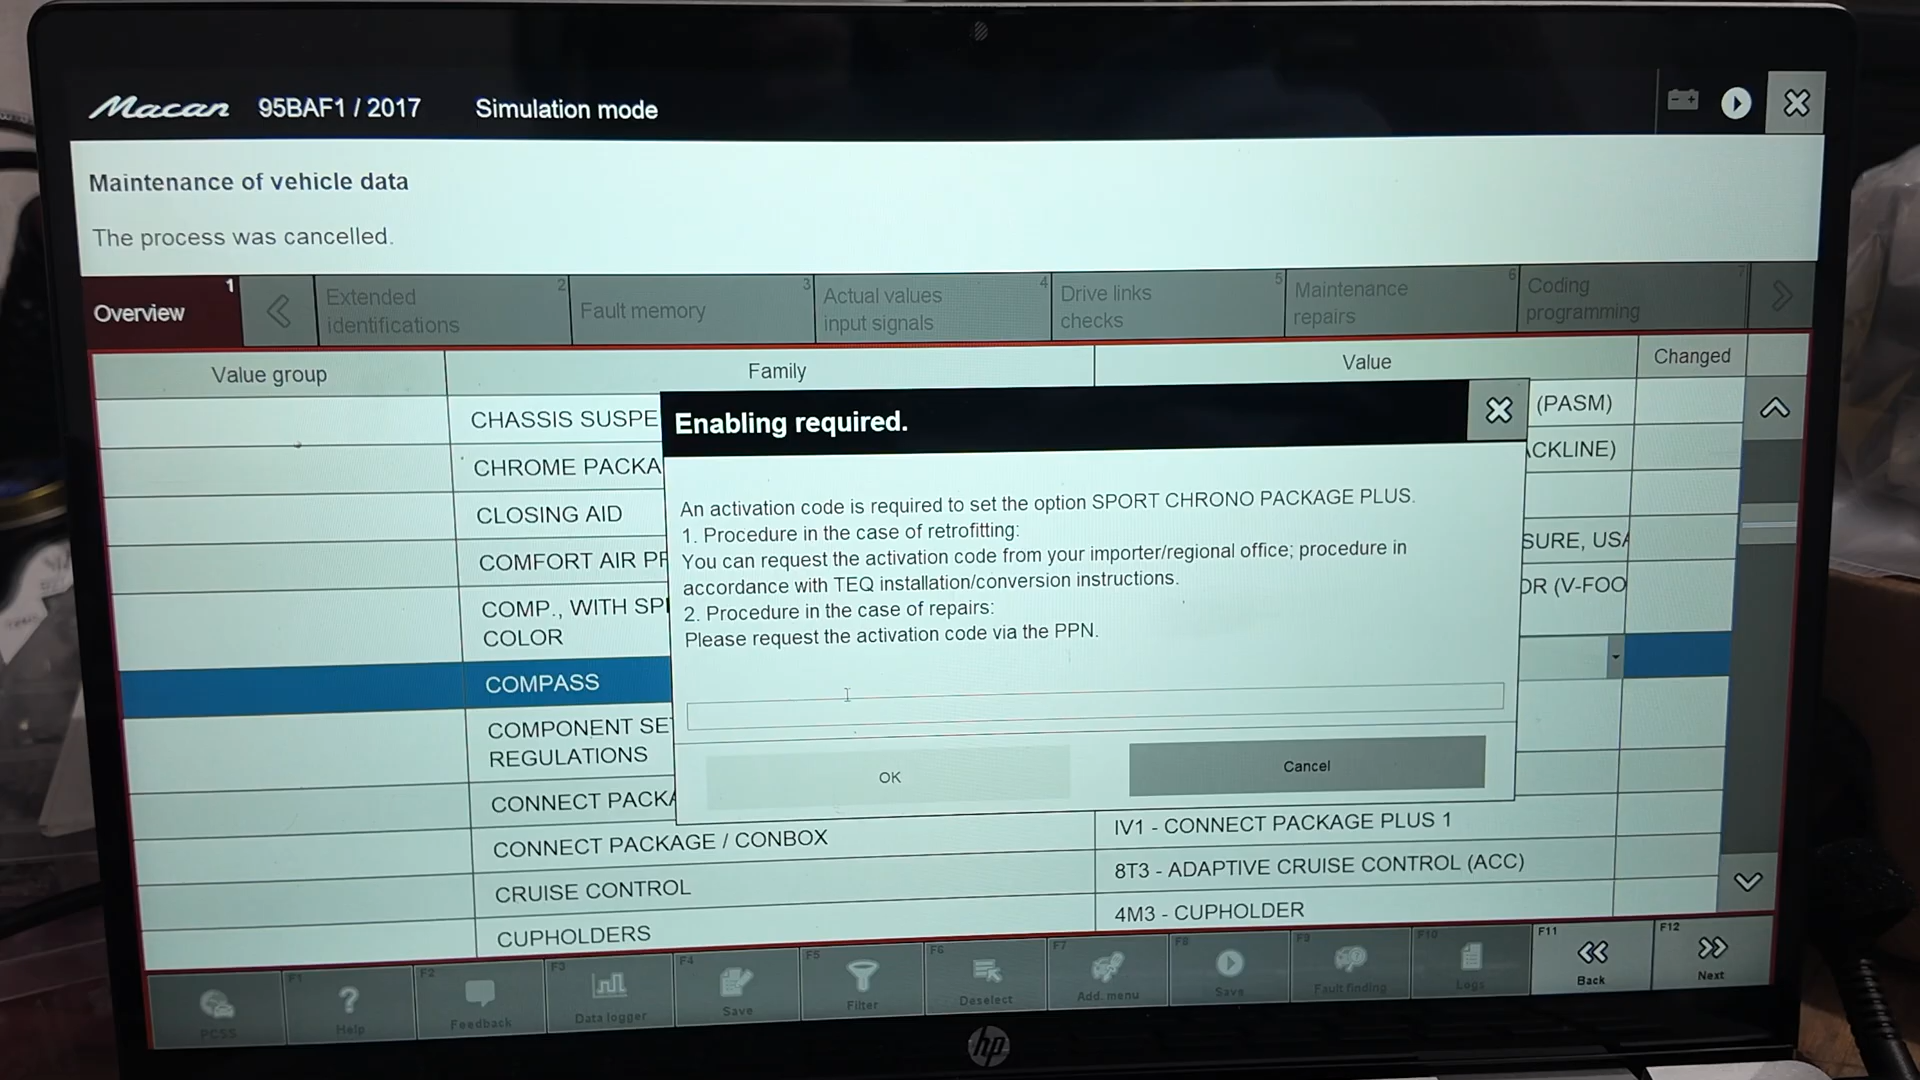 Macan 95BAF1 / 2017 Simulation mode
Maintenance of vehicle data
The process was cancelled.
Overview 1
Extended identifications 2
Fault memory 3
Actual values input signals 4
Drive links checks 5
Maintenance repairs 6
Coding programming 7
Value group Family Value Changed
CHASSIS SUSPE (PASM)
CHROME PACKA ACKLINE)
CLOSING AID
COMFORT AIR PR SURE, USA
COMP., WITH SPE OR (V-FOO
COLOR
COMPASS
COMPONENT SET
REGULATIONS
CONNECT PACKA
CONNECT PACKAGE / CONBOX IV1 - CONNECT PACKAGE PLUS 1
CRUISE CONTROL 8T3 - ADAPTIVE CRUISE CONTROL (ACC)
CUPHOLDERS 4M3 - CUPHOLDER
Enabling required.
An activation code is required to set the option SPORT CHRONO PACKAGE PLUS.
1. Procedure in the case of retrofitting:
You can request the activation code from your importer/regional office; procedure in
accordance with TEQ installation/conversion instructions.
2. Procedure in the case of repairs:
Please request the activation code via the PPN.
OK Cancel
PCSS
F1 Help
F2 Feedback
F3 Data logger
F4 Save
F5 Filter
F6 Deselect
F7 Add. menu
F8 Save
F9 Fault finding
F10 Logs
F11 Back
F12 Next
hp